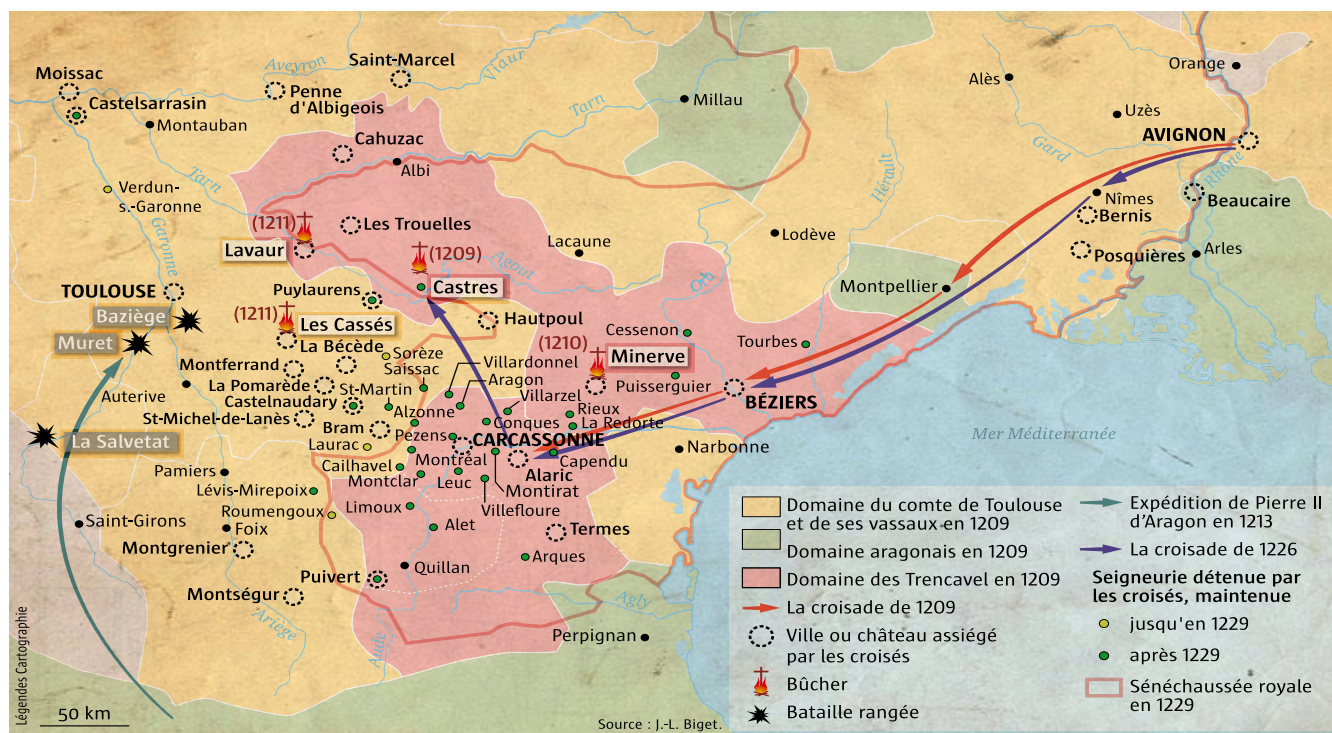 Moissac
Castelsarrasin
Montauban
Aveyron
Saint-Marcel
Viaur
Penne
d'Albigeois
Tarn
Millau
Alès
Orange
Uzès
AVIGNON
Gard
Rhône
Cahuzac
Albi
Tarn
Verdun-
s.-Garonne
Garonne
Hérault
Nîmes
Bernis
Beaucaire
Posquières
Arles
(1211)
Lavaur
Les Trouelles
(1209)
Castres
Agout
Lacaune
Lodève
Orb
Montpellier
TOULOUSE
Baziège
Muret
Puylaurens
(1211)
Les Cassés
La Bécède
Hautpoul
(1210)
Minerve
Cessenon
Tourbes
Puisserguier
BÉZIERS
Montferrand
Sorèze
Saissac
Villardonnel
Aragon
Villarzel
La Pomarède
St-Martin
Castelnaudary
Auterive
St-Michel-de-Lanès
Alzonne
Bram
Rieux
Conques
La Redorte
Pezens
CARCASSONNE
Laurac
La Salvetat
Narbonne
Mer Méditerranée
Montréal
Capendu
Alaric
Cailhavel
Montclar
Leuc
Montirat
Villefloure
Pamiers
Lévis-Mirepoix
Roumengoux
Limoux
Saint-Girons
Foix
Alet
Termes
Montgrenier
Arques
Quillan
Puivert
Montségur
Ariège
Aude
Agly
Perpignan
Domaine du comte de Toulouse
et de ses vassaux en 1209
Domaine aragonais en 1209
Domaine des Trencavel en 1209
La croisade de 1209
Ville ou château assiégé
par les croisés
Bûcher
Bataille rangée
Expédition de Pierre II
d'Aragon en 1213
La croisade de 1226
Seigneurie détenue par
les croisés, maintenue
jusqu'en 1229
après 1229
Sénéchaussée royale
en 1229
Légendes Cartographie
50 km
Source : J.-L. Biget.